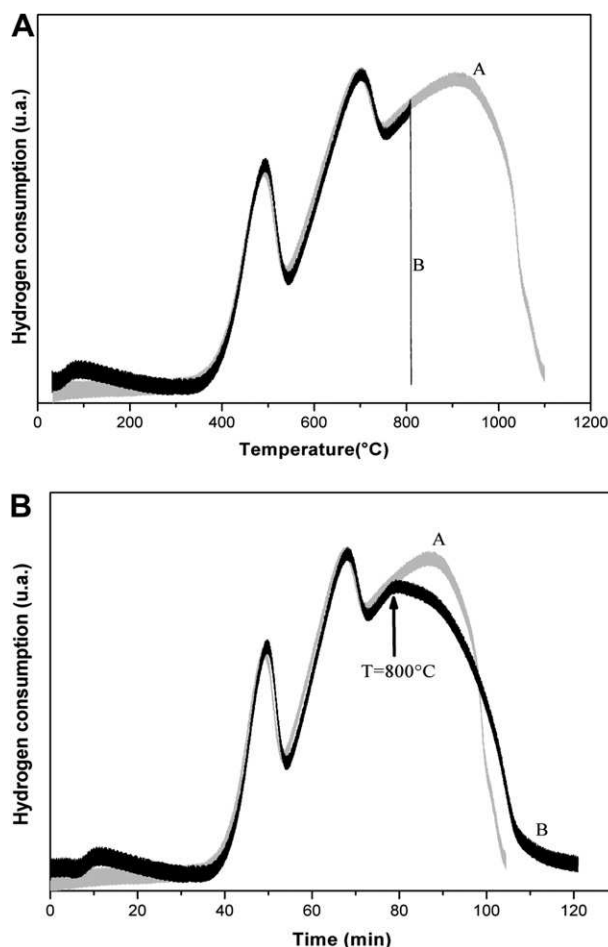 A
Hydrogen consumption (u.a.)
A
B
0 200 400 600 800 1000 1200
Temperature(°C)
B
Hydrogen consumption (u.a.)
A
T=800°C
B
0 20 40 60 80 100 120
Time (min)